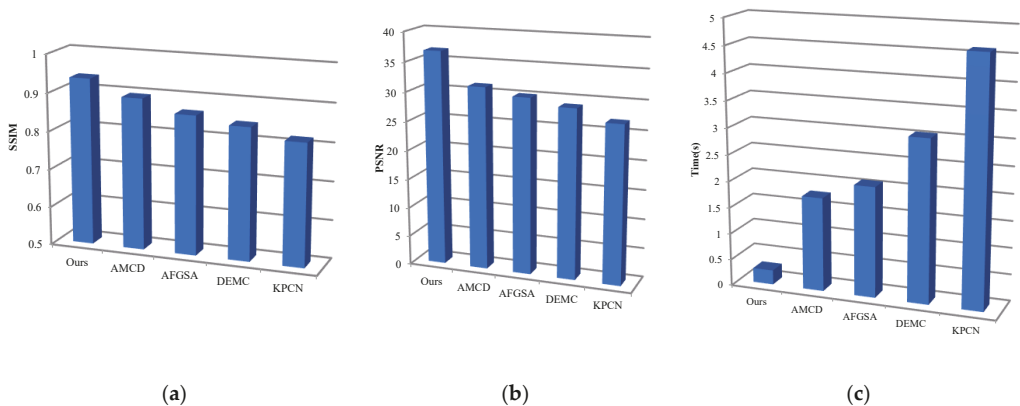 SSIM
1
0.9
0.8
0.7
0.6
0.5
Ours
AMCD
AFGSA
DEMC
KPCN
(a)
PSNR
40
35
30
25
20
15
10
5
0
Ours
AMCD
AFGSA
DEMC
KPCN
(b)
Time(s)
5
4.5
4
3.5
3
2.5
2
1.5
1
0.5
0
Ours
AMCD
AFGSA
DEMC
KPCN
(c)